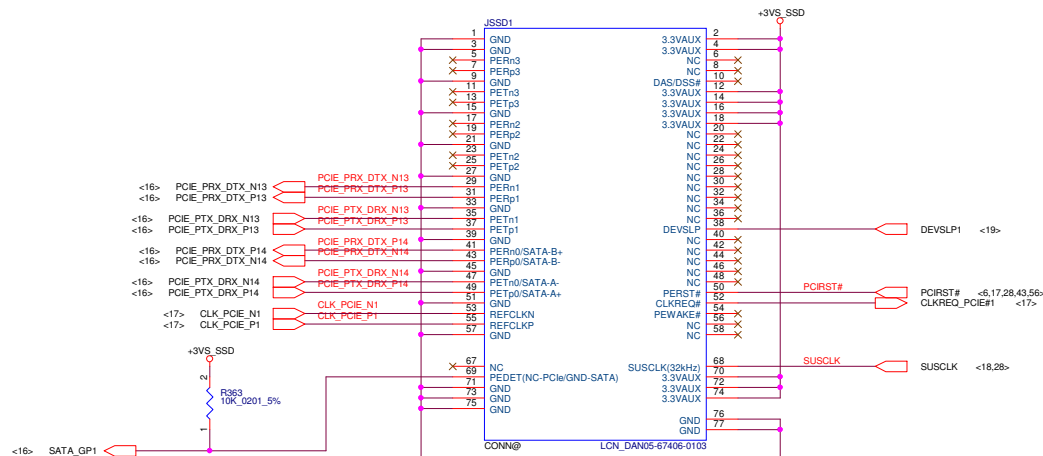 +3VS_SSD
JSSD1
1 GND 3.3VAUX 2
3 GND 3.3VAUX 4
5 PERn3 NC 6
7 PERp3 NC 8
9 GND DAS/DSS# 10
11 PETn3 3.3VAUX 12
13 PETp3 3.3VAUX 14
15 GND 3.3VAUX 16
17 PERn2 3.3VAUX 18
19 PERp2 NC 20
21 GND NC 22
23 PETn2 NC 24
25 PETp2 NC 26
27 GND NC 28
<16> PCIE_PRX_DTX_N13 PCIE_PRX_DTX_N13 29 PERn1 NC 30
<16> PCIE_PRX_DTX_P13 PCIE_PRX_DTX_P13 31 PERp1 NC 32
33 GND NC 34
<16> PCIE_PTX_DRX_N13 PCIE_PTX_DRX_N13 35 PETn1 NC 36
<16> PCIE_PTX_DRX_P13 PCIE_PTX_DRX_P13 37 PETp1 DEVSLP 38 DEVSLP1 <19>
39 GND NC 40
<16> PCIE_PRX_DTX_P14 PCIE_PRX_DTX_P14 41 PERn0/SATA-B+ NC 42
<16> PCIE_PRX_DTX_N14 PCIE_PRX_DTX_N14 43 PERp0/SATA-B- NC 44
45 GND NC 46
<16> PCIE_PTX_DRX_N14 PCIE_PTX_DRX_N14 47 PETn0/SATA-A- NC 48
<16> PCIE_PTX_DRX_P14 PCIE_PTX_DRX_P14 49 PETp0/SATA-A+ PERST# 50 PCIRST# PCIRST# <6,17,28,43,56>
51 GND CLKREQ# 52 CLKREQ_PCIE#1 <17>
<17> CLK_PCIE_N1 CLK_PCIE_N1 53 REFCLKN PEWAKE# 54
<17> CLK_PCIE_P1 CLK_PCIE_P1 55 REFCLKP NC 56
57 GND NC 58
+3VS_SSD
67 NC SUSCLK(32kHz) 68 SUSCLK SUSCLK <18,28>
69 PEDET(NC-PCIe/GND-SATA) 3.3VAUX 70
71 GND 3.3VAUX 72
73 GND 3.3VAUX 74
75 GND
2
R363
10K_0201_5%
1
GND 76
GND 77
CONN@ LCN_DAN05-67406-0103
<16> SATA_GP1